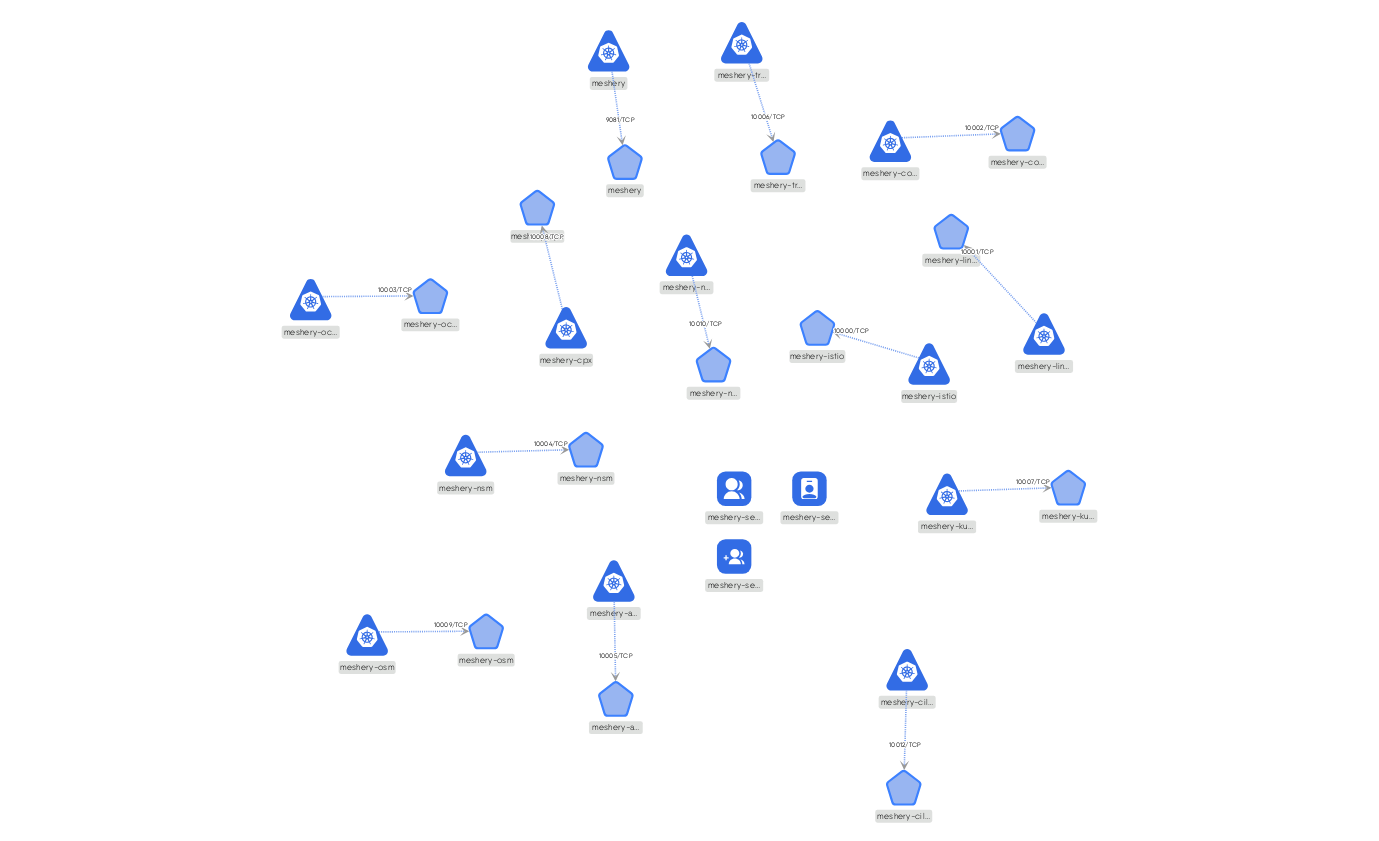 meshery
meshery-tr...
9081/TCP
10006/TCP
10002/TCP
meshery-co...
meshery-co...
meshery
meshery-tr...
10008/TCP
meshery-n...
10001/TCP
meshery-lin...
10003/TCP
meshery-oc...
meshery-oc...
meshery-cpx
10010/TCP
10000/TCP
meshery-istio
meshery-lin...
meshery-n...
meshery-istio
10004/TCP
meshery-nsm
meshery-nsm
meshery-se...
meshery-se...
10007/TCP
meshery-ku...
meshery-ku...
meshery-se...
meshery-a...
10009/TCP
meshery-osm
meshery-osm
10005/TCP
meshery-a...
meshery-cil...
10012/TCP
meshery-cil...